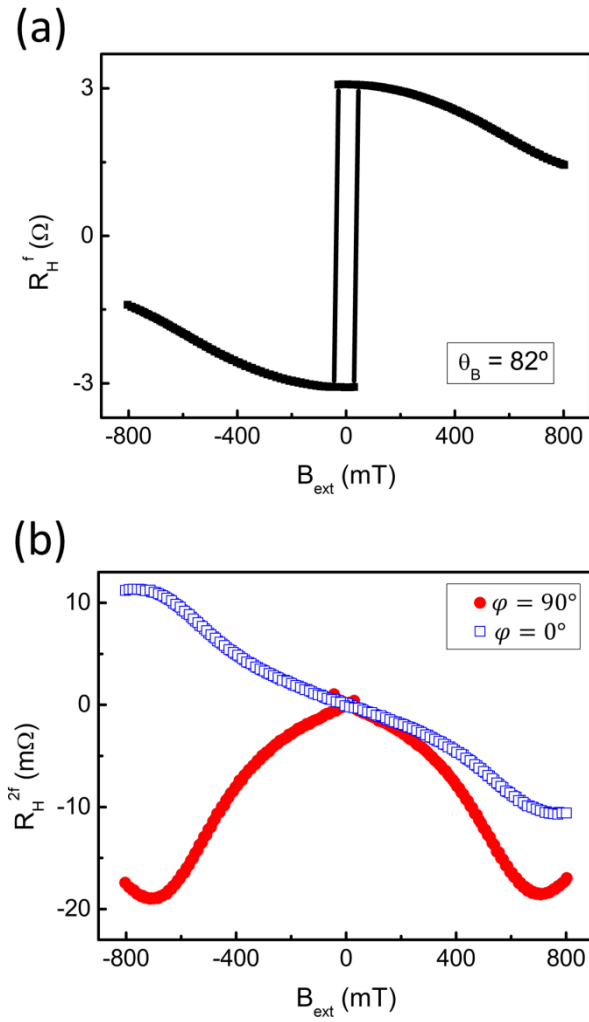 (a)
3
0
-3
R_H^f (Ω)
θ_B = 82º
-800 -400 0 400 800
B_ext (mT)
(b)
10
0
-10
-20
R_H^2f (mΩ)
φ = 90°
φ = 0°
-800 -400 0 400 800
B_ext (mT)